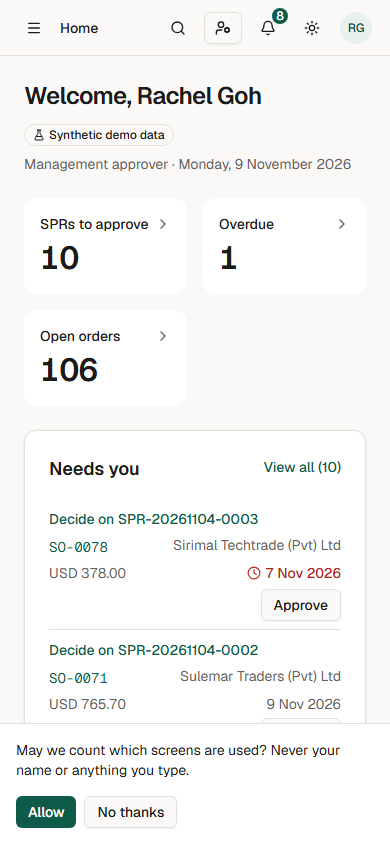 Home
8
RG
Welcome, Rachel Goh
Synthetic demo data
Management approver · Monday, 9 November 2026
SPRs to approve
10
Overdue
1
Open orders
106
Needs you
View all (10)
Decide on SPR-20261104-0003
SO-0078
Sirimal Techtrade (Pvt) Ltd
USD 378.00
7 Nov 2026
Approve
Decide on SPR-20261104-0002
SO-0071
Sulemar Traders (Pvt) Ltd
USD 765.70
9 Nov 2026
May we count which screens are used? Never your
name or anything you type.
Allow
No thanks